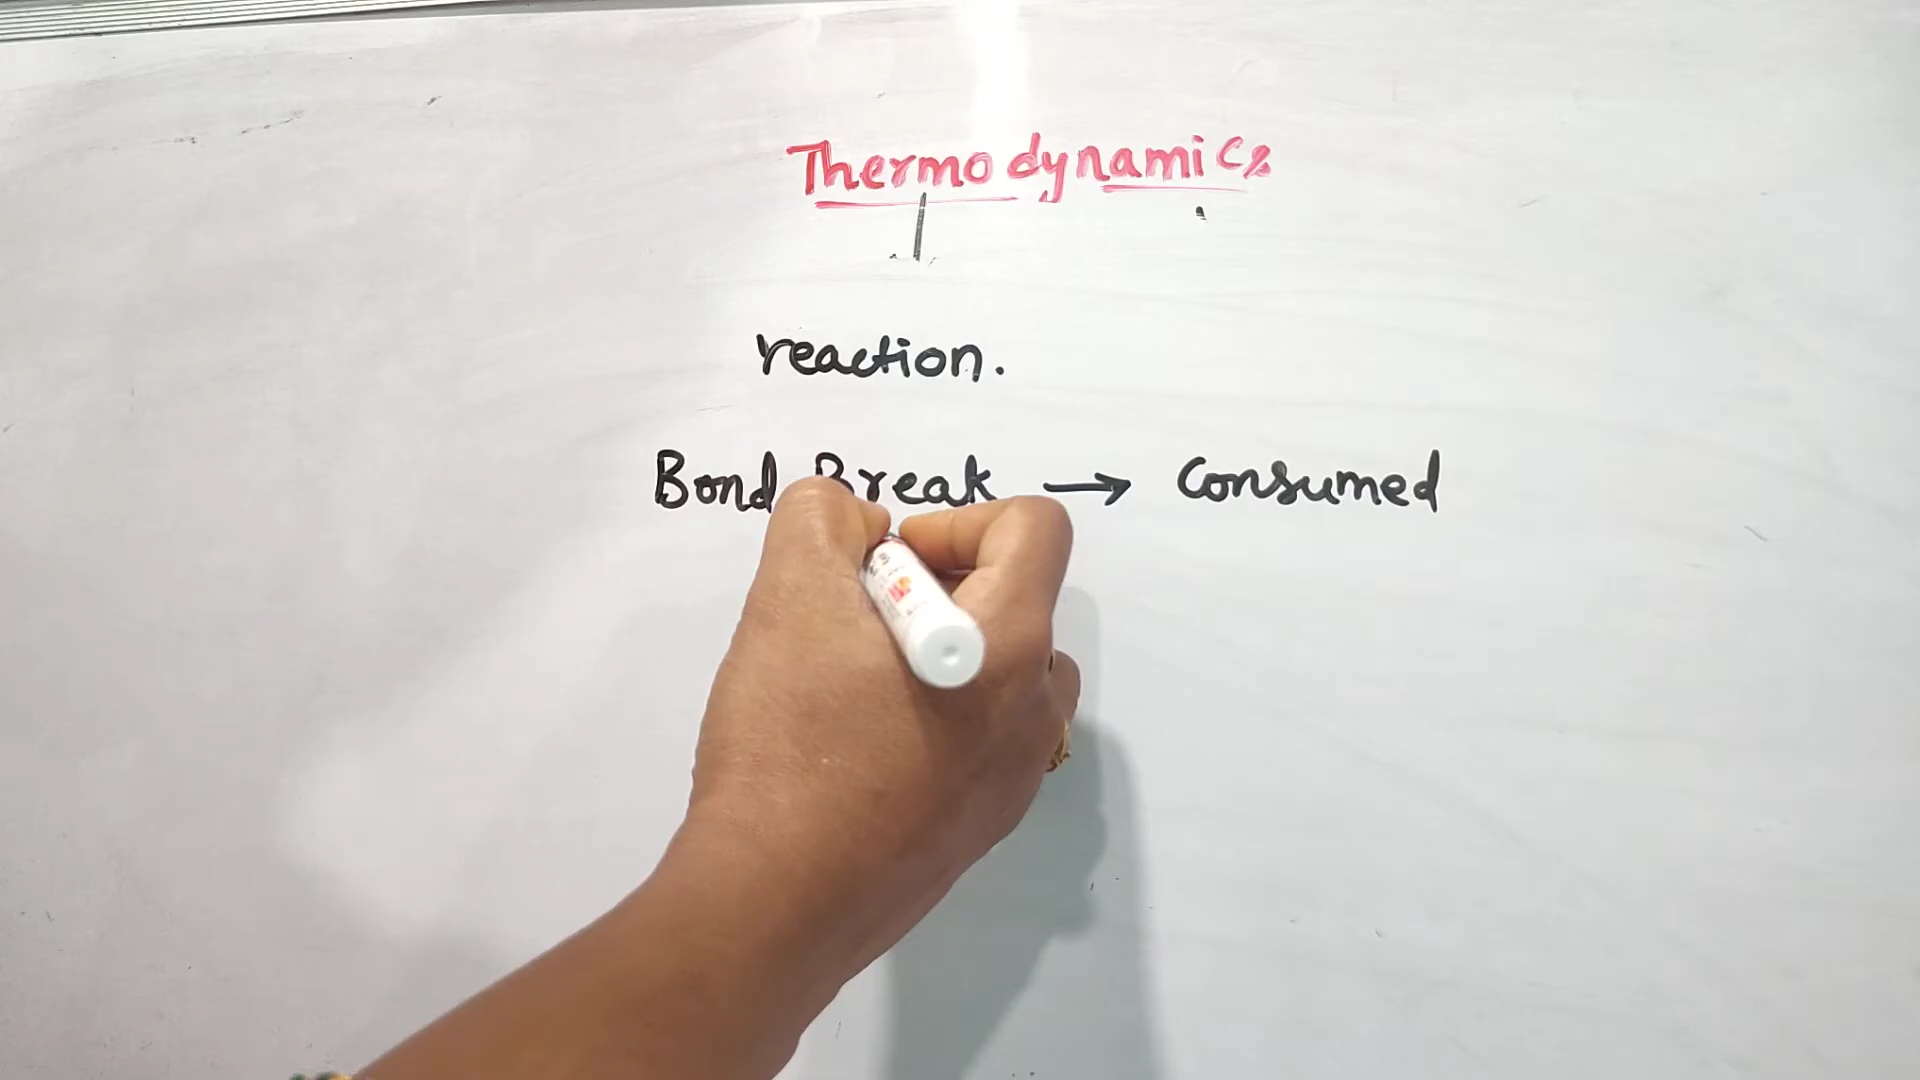 Thermodynamics
reaction.
Bond Break → Consumed